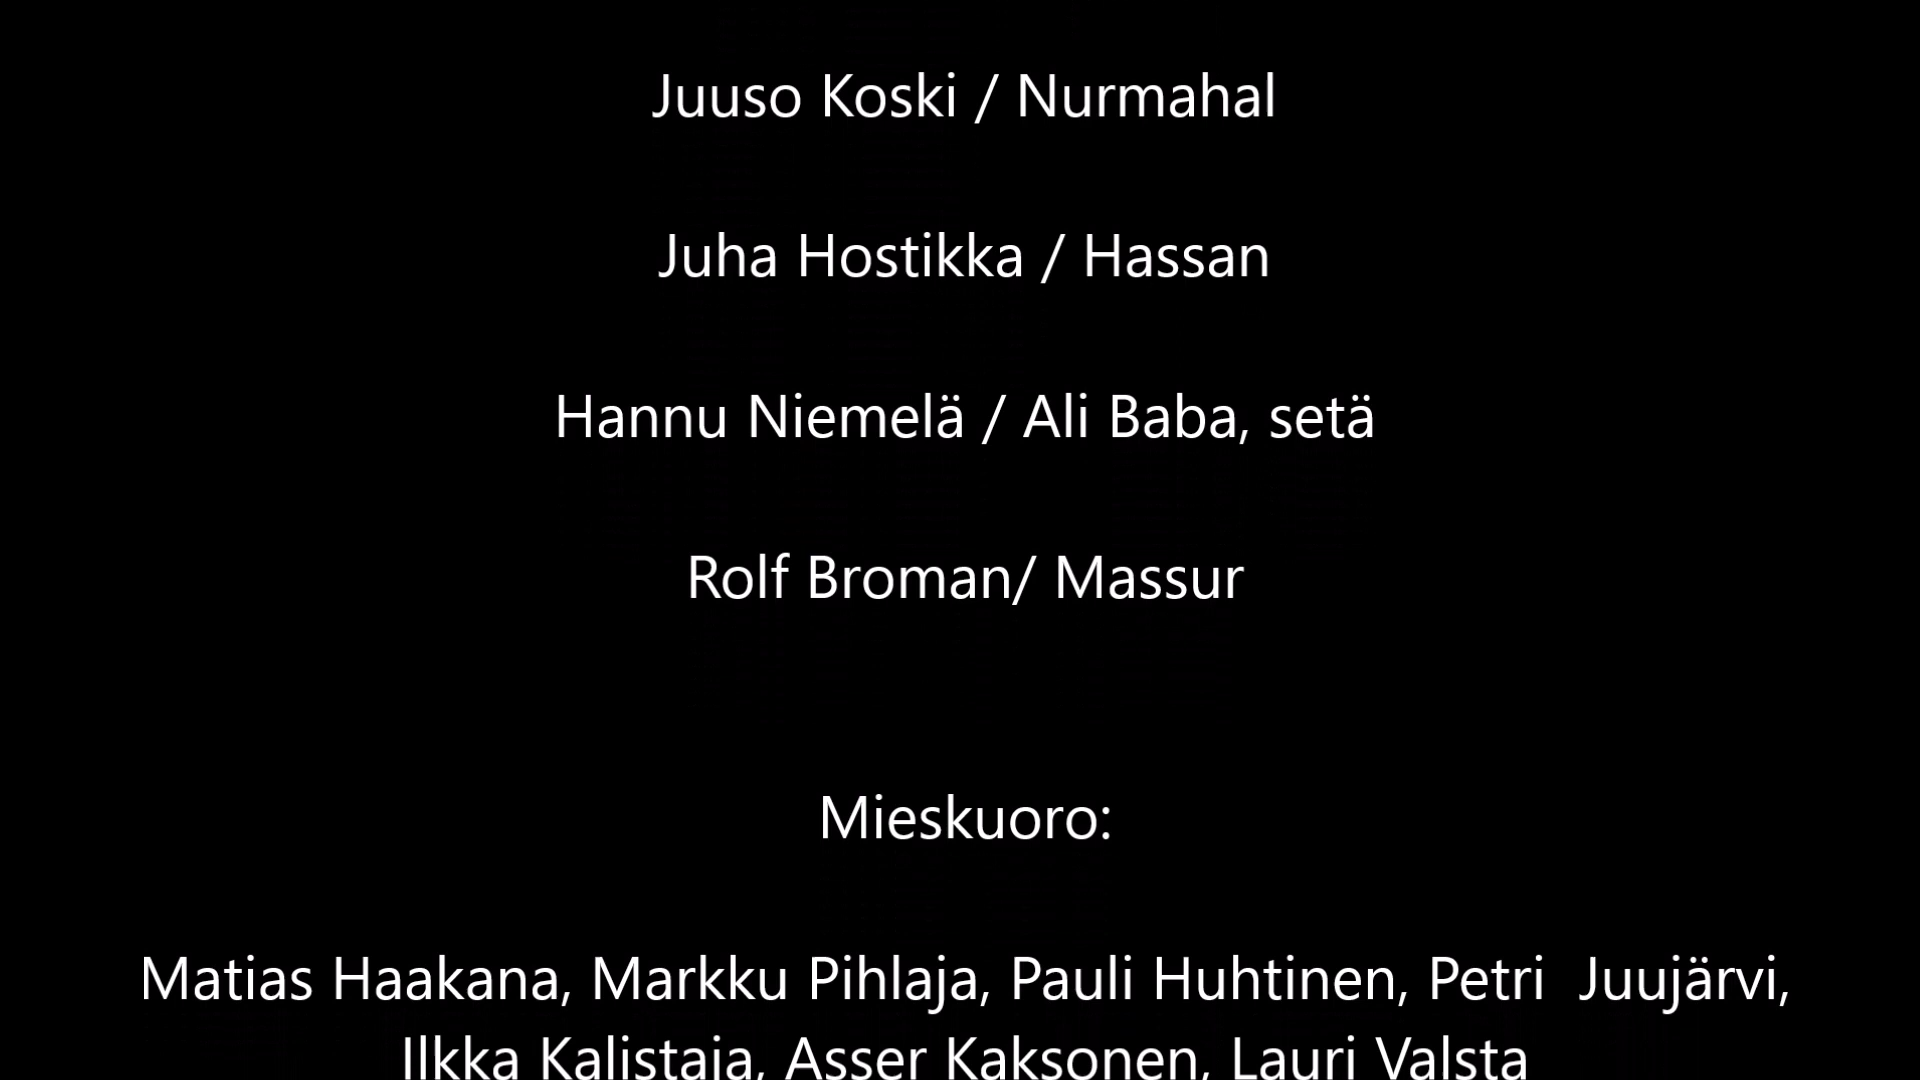 Juuso Koski / Nurmahal
Juha Hostikka / Hassan
Hannu Niemelä / Ali Baba, setä
Rolf Broman/ Massur
Mieskuoro:
Matias Haakana, Markku Pihlaja, Pauli Huhtinen, Petri  Juujärvi,
Ilkka Kalistaja, Asser Kaksonen, Lauri Valsta